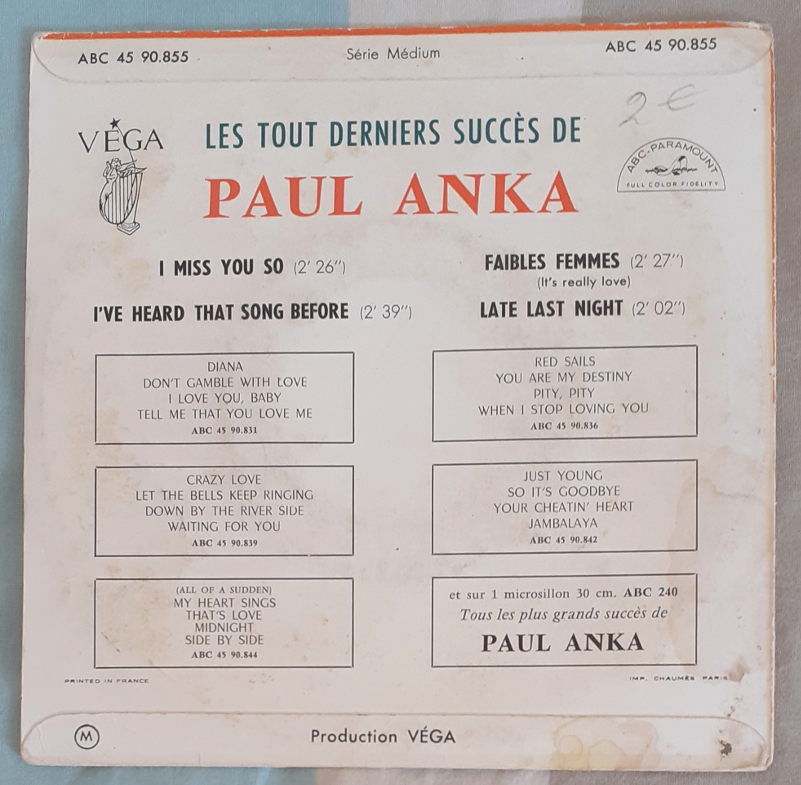 ABC 45 90.855
Série Médium
ABC 45 90.855
2 €
VÉGA
LES TOUT DERNIERS SUCCÈS DE
PAUL ANKA
ABC-PARAMOUNT
FULL COLOR FIDELITY
I MISS YOU SO (2' 26")
I'VE HEARD THAT SONG BEFORE (2' 39")
FAIBLES FEMMES (2' 27")
(It's really love)
LATE LAST NIGHT (2' 02")
DIANA
DON'T GAMBLE WITH LOVE
I LOVE YOU, BABY
TELL ME THAT YOU LOVE ME
ABC 45 90.831
RED SAILS
YOU ARE MY DESTINY
PITY, PITY
WHEN I STOP LOVING YOU
ABC 45 90.836
CRAZY LOVE
LET THE BELLS KEEP RINGING
DOWN BY THE RIVER SIDE
WAITING FOR YOU
ABC 45 90.839
JUST YOUNG
SO IT'S GOODBYE
YOUR CHEATIN' HEART
JAMBALAYA
ABC 45 90.842
(ALL OF A SUDDEN)
MY HEART SINGS
THAT'S LOVE
MIDNIGHT
SIDE BY SIDE
ABC 45 90.844
et sur 1 microsillon 30 cm. ABC 240
Tous les plus grands succès de
PAUL ANKA
PRINTED IN FRANCE
IMP. CHAUMÈS PARIS
M
Production VÉGA